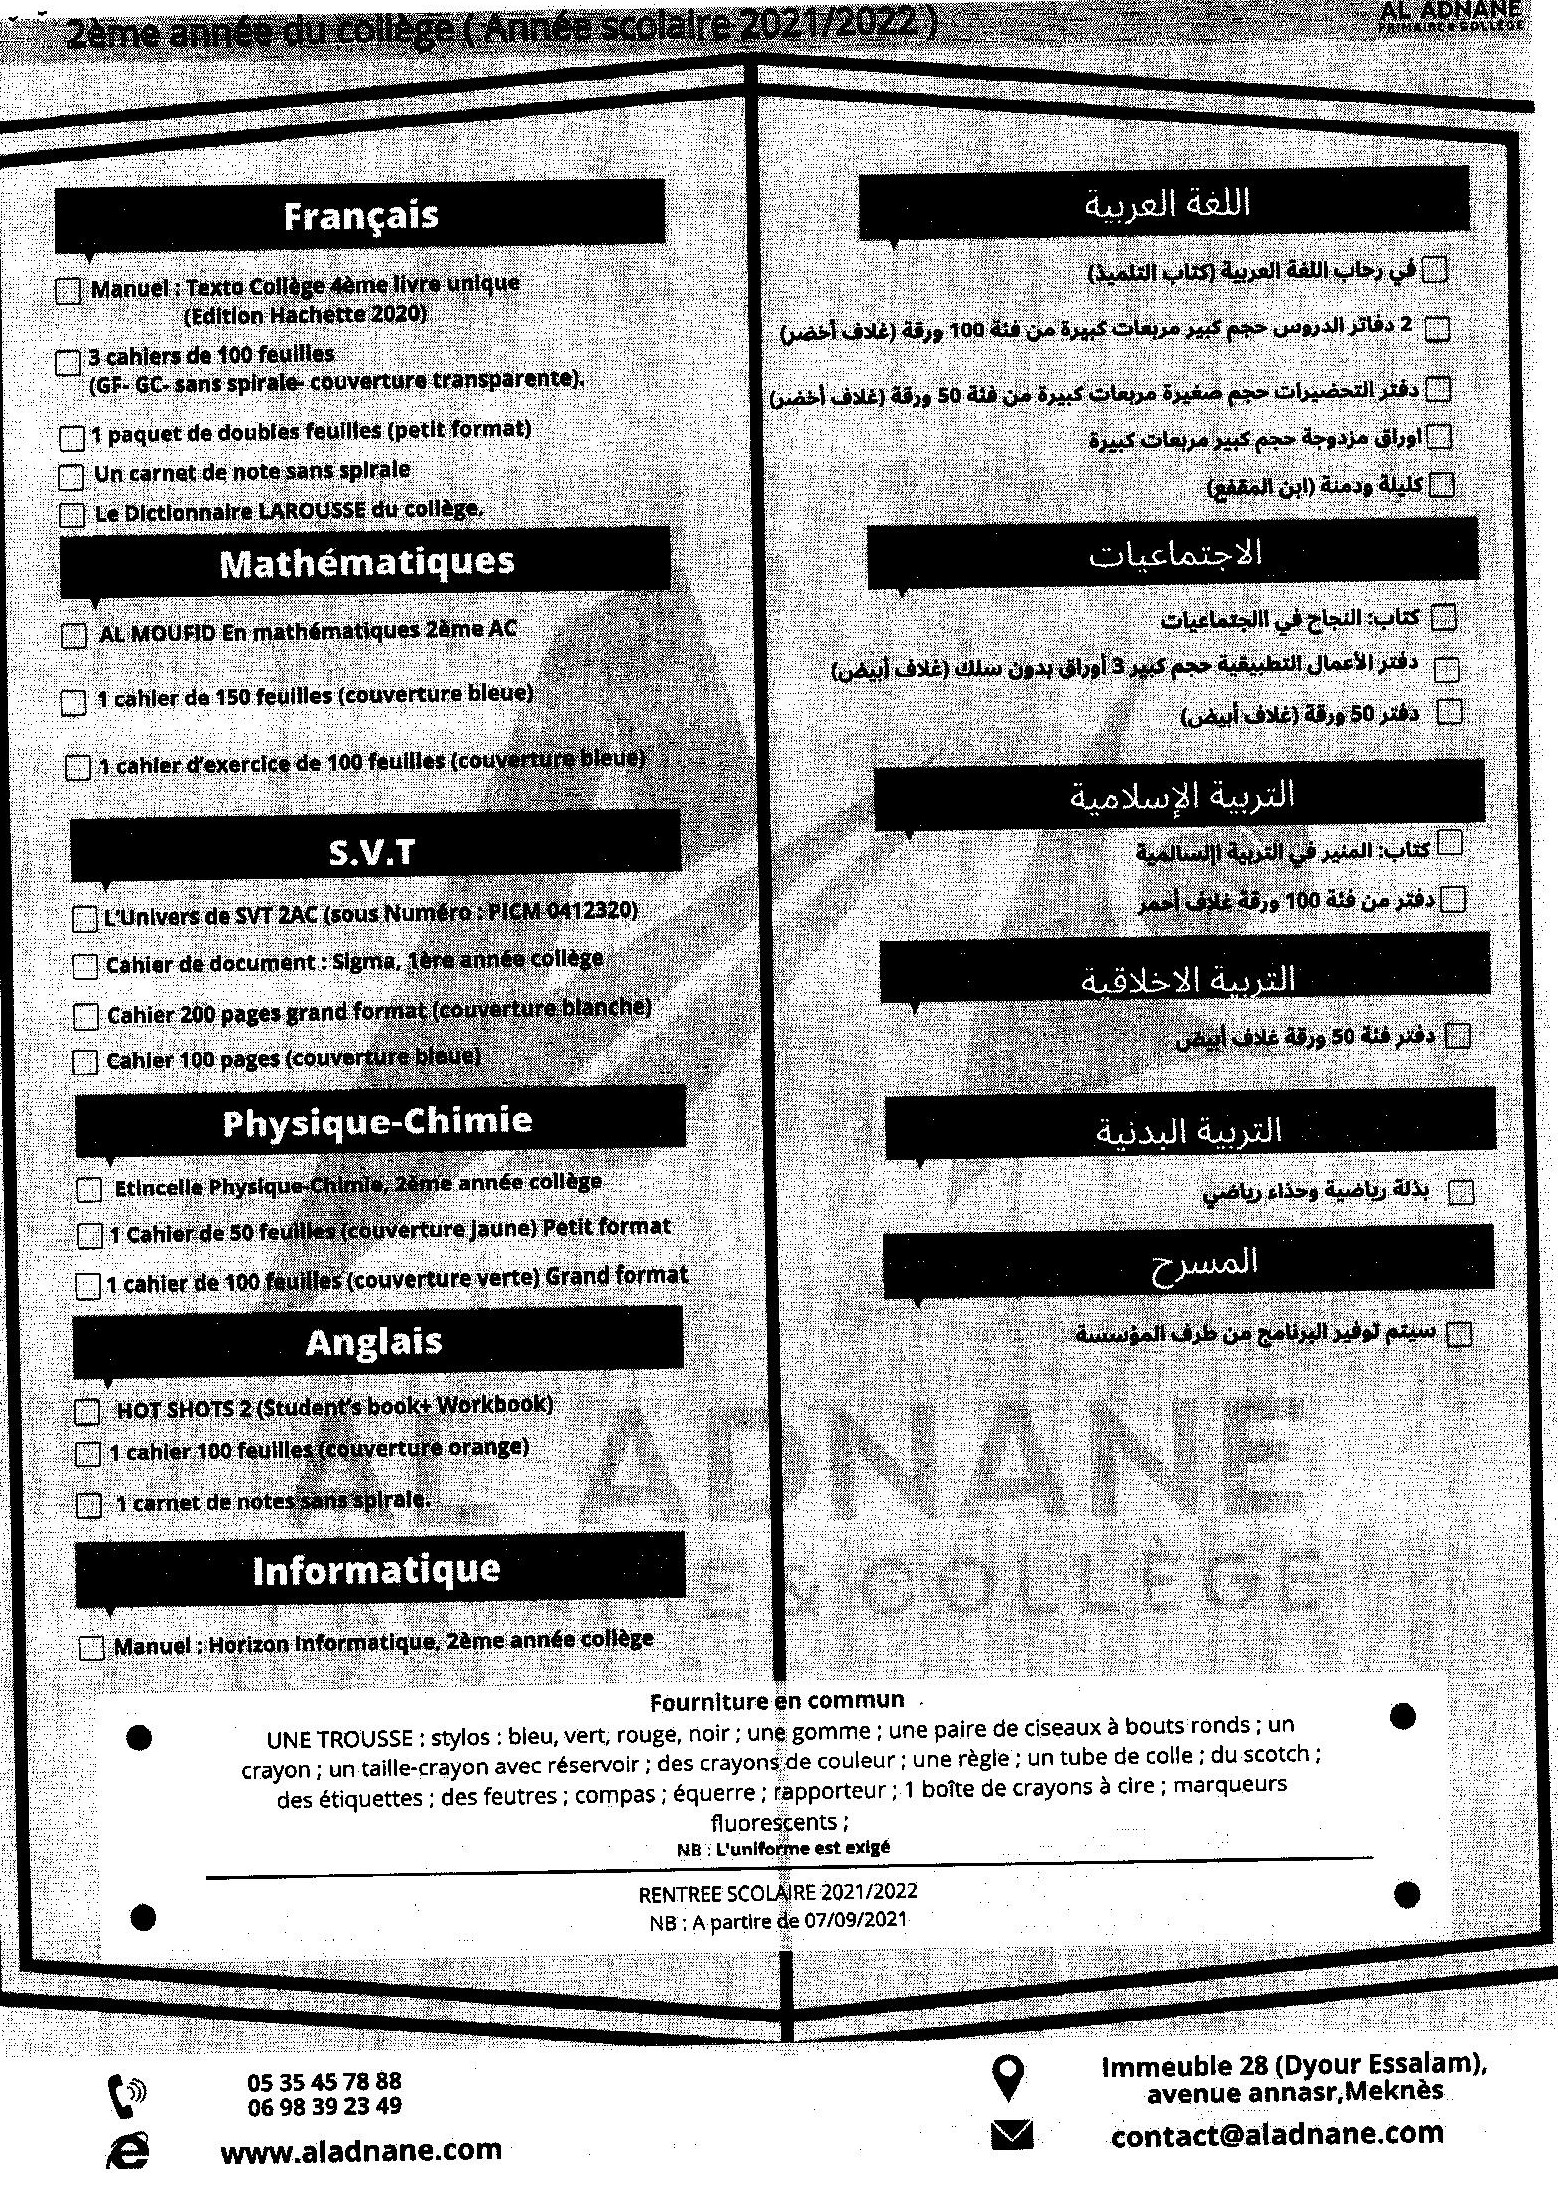 2ème année du collège ( Année scolaire 2021/2022 )
AL ADNANE
PRIMAIRE & COLLÈGE
Français
Manuel : Texto Collège 4ème livre unique
(Edition Hachette 2020)
3 cahiers de 100 feuilles
(GF- GC- sans spirale- couverture transparente).
1 paquet de doubles feuilles (petit format)
Un carnet de note sans spirale
Le Dictionnaire LAROUSSE du collège.
Mathématiques
AL MOUFID En mathématiques 2ème AC
1 cahier de 150 feuilles (couverture bleue)
1 cahier d'exercice de 100 feuilles (couverture bleue)
S.V.T
L'Univers de SVT 2AC (sous Numéro : PICM 0412320)
Cahier de document : Sigma, 1ère année collège
Cahier 200 pages grand format (couverture blanche)
Cahier 100 pages (couverture bleue)
Physique-Chimie
Etincelle Physique-Chimie, 2ème année collège
1 Cahier de 50 feuilles (couverture Jaune) Petit format
1 cahier de 100 feuilles (couverture verte) Grand format
Anglais
HOT SHOTS 2 (Student's book+ Workbook)
1 cahier 100 feuilles (couverture orange)
1 carnet de notes sans spirale.
Informatique
Manuel : Horizon Informatique, 2ème année collège
اللغة العربية
في رحاب اللغة العربية (كتاب التلميذ)
2 دفاتر الدروس حجم كبير مربعات كبيرة من فئة 100 ورقة (غلاف أخضر)
دفتر التحضيرات حجم صغيرة مربعات كبيرة من فئة 50 ورقة (غلاف أخضر)
اوراق مزدوجة حجم كبير مربعات كبيرة
كليلة ودمنة (ابن المقفع)
الاجتماعيات
كتاب: النجاح في االجتماعيات
دفتر الأعمال التطبيقية حجم كبير 3 أوراق بدون سلك (غلاف أبيض)
دفتر 50 ورقة (غلاف أبيض)
التربية الإسلامية
كتاب: المنير في التربية اإلسالمية
دفتر من فئة 100 ورقة غلاف أحمر
التربية الاخلاقية
دفتر فئة 50 ورقة غلاف أبيض
التربية البدنية
بذلة رياضية وحذاء رياضي
المسرح
سيتم توفير البرنامج من طرف المؤسسة
AL ADNANE
E & COLLÈGE
Fourniture en commun
UNE TROUSSE : stylos : bleu, vert, rouge, noir ; une gomme ; une paire de ciseaux à bouts ronds ; un
crayon ; un taille-crayon avec réservoir ; des crayons de couleur ; une règle ; un tube de colle ; du scotch ;
des étiquettes ; des feutres ; compas ; équerre ; rapporteur ; 1 boîte de crayons à cire ; marqueurs
fluorescents ;
NB : L'uniforme est exigé
RENTREE SCOLAIRE 2021/2022
NB : A partire de 07/09/2021
05 35 45 78 88
06 98 39 23 49
www.aladnane.com
Immeuble 28 (Dyour Essalam),
avenue annasr,Meknès
contact@aladnane.com